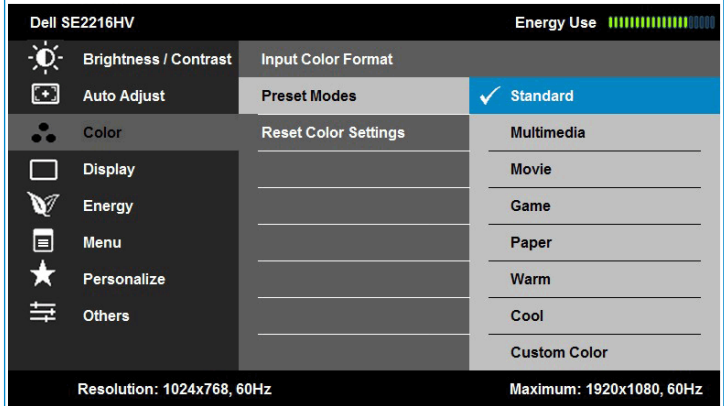 Dell SE2216HV Energy Use
Brightness / Contrast Input Color Format
Auto Adjust Preset Modes Standard
Color Reset Color Settings Multimedia
Display Movie
Energy Game
Menu Paper
Personalize Warm
Others Cool
Custom Color
Resolution: 1024x768, 60Hz Maximum: 1920x1080, 60Hz